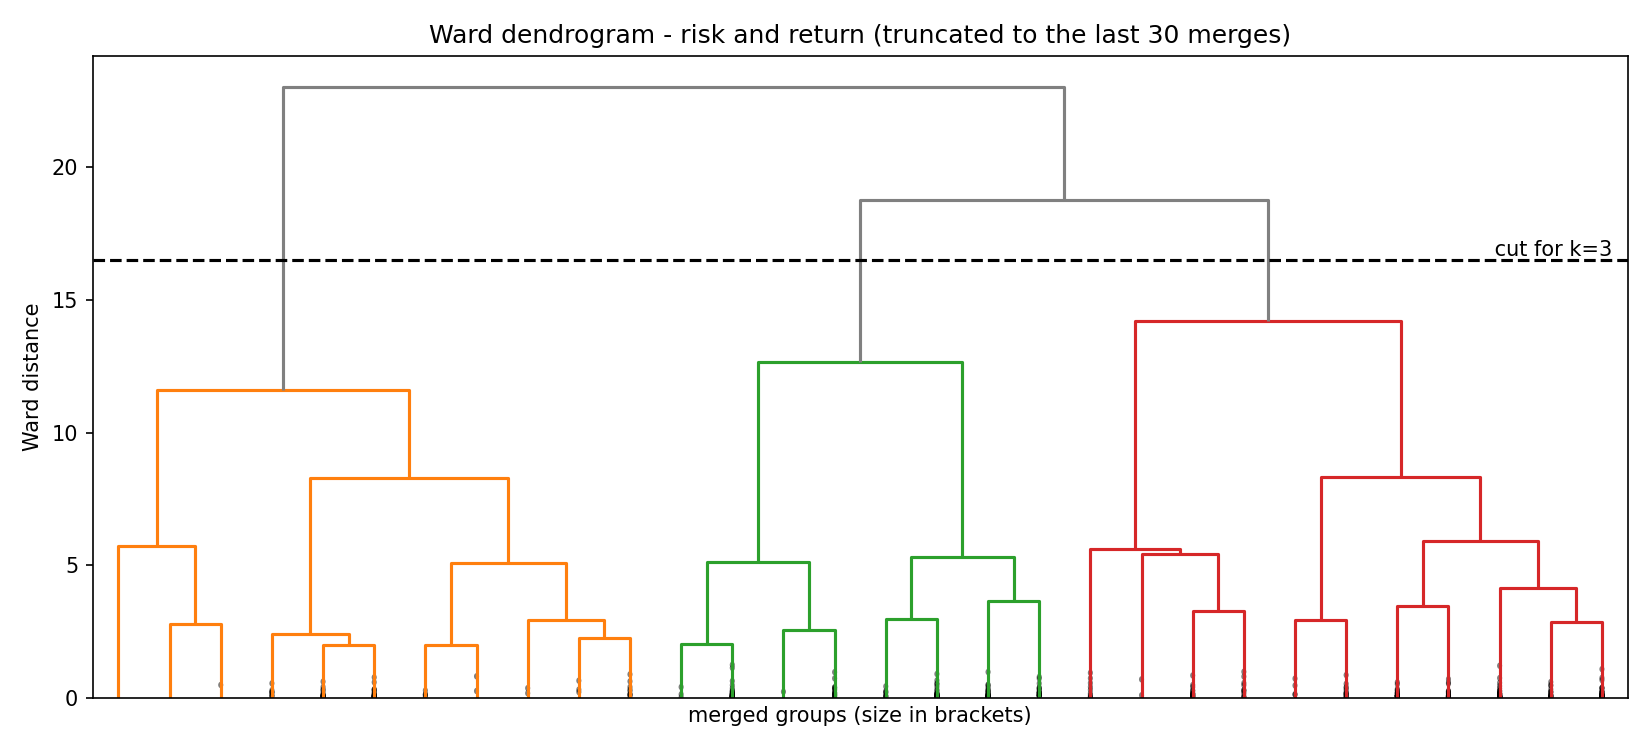 Ward dendrogram - risk and return (truncated to the last 30 merges)
20
cut for k=3
15
Ward distance
10
5
0
merged groups (size in brackets)